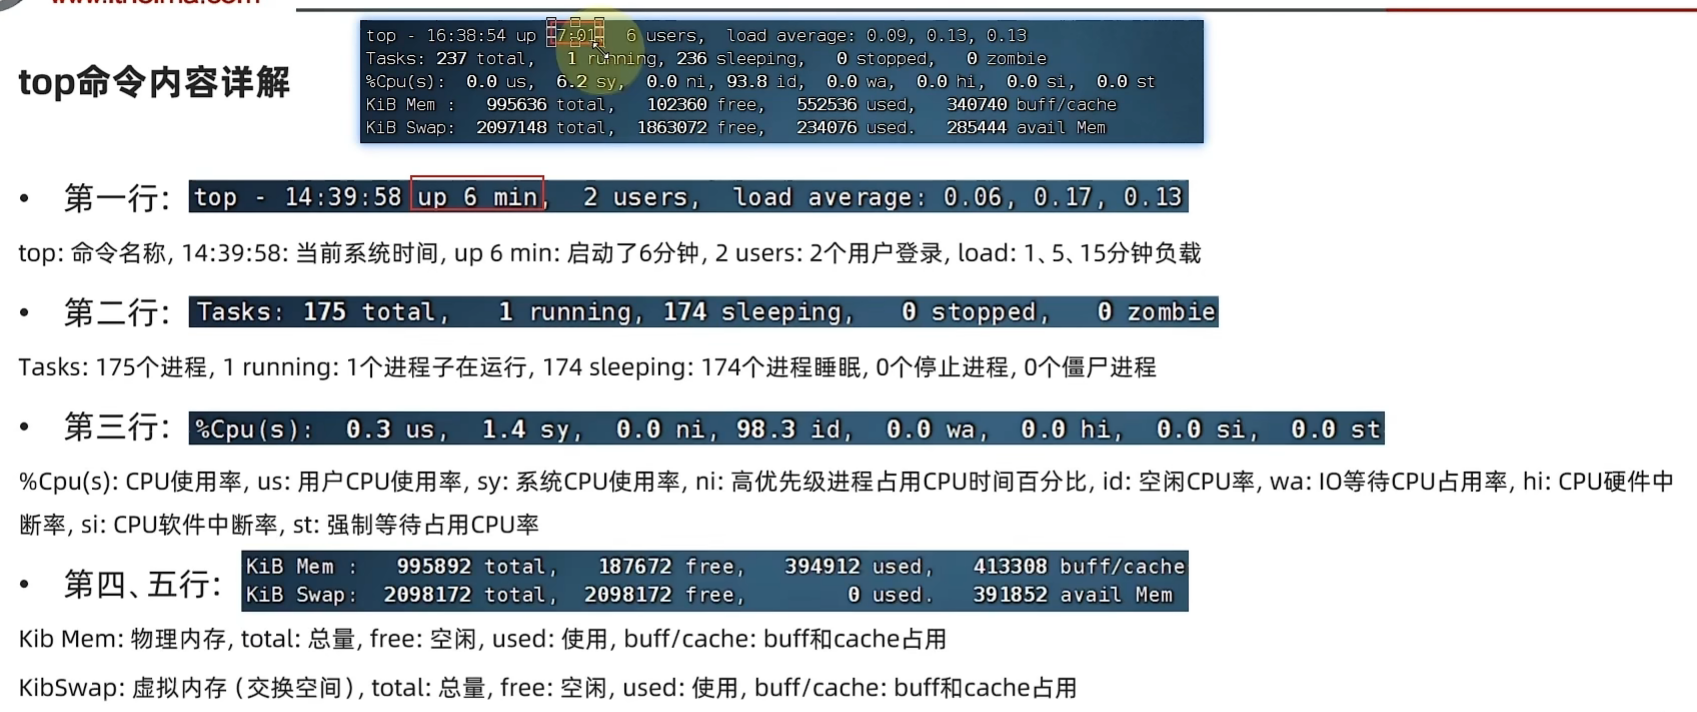 www.itheima.com
top - 16:38:54 up 7:01, 6 users, load average: 0.09, 0.13, 0.13
Tasks: 237 total, 1 running, 236 sleeping, 0 stopped, 0 zombie
%Cpu(s): 0.0 us, 6.2 sy, 0.0 ni, 93.8 id, 0.0 wa, 0.0 hi, 0.0 si, 0.0 st
KiB Mem : 995636 total, 102360 free, 552536 used, 340740 buff/cache
KiB Swap: 2097148 total, 1863072 free, 234076 used. 285444 avail Mem
top命令内容详解
• 第一行: top - 14:39:58 up 6 min, 2 users, load average: 0.06, 0.17, 0.13
top: 命令名称, 14:39:58: 当前系统时间, up 6 min: 启动了6分钟, 2 users: 2个用户登录, load: 1、5、15分钟负载
• 第二行: Tasks: 175 total, 1 running, 174 sleeping, 0 stopped, 0 zombie
Tasks: 175个进程, 1 running: 1个进程子在运行, 174 sleeping: 174个进程睡眠, 0个停止进程, 0个僵尸进程
• 第三行: %Cpu(s): 0.3 us, 1.4 sy, 0.0 ni, 98.3 id, 0.0 wa, 0.0 hi, 0.0 si, 0.0 st
%Cpu(s): CPU使用率, us: 用户CPU使用率, sy: 系统CPU使用率, ni: 高优先级进程占用CPU时间百分比, id: 空闲CPU率, wa: IO等待CPU占用率, hi: CPU硬件中
断率, si: CPU软件中断率, st: 强制等待占用CPU率
• 第四、五行: KiB Mem : 995892 total, 187672 free, 394912 used, 413308 buff/cache
KiB Swap: 2098172 total, 2098172 free, 0 used. 391852 avail Mem
Kib Mem: 物理内存, total: 总量, free: 空闲, used: 使用, buff/cache: buff和cache占用
KibSwap: 虚拟内存（交换空间）, total: 总量, free: 空闲, used: 使用, buff/cache: buff和cache占用